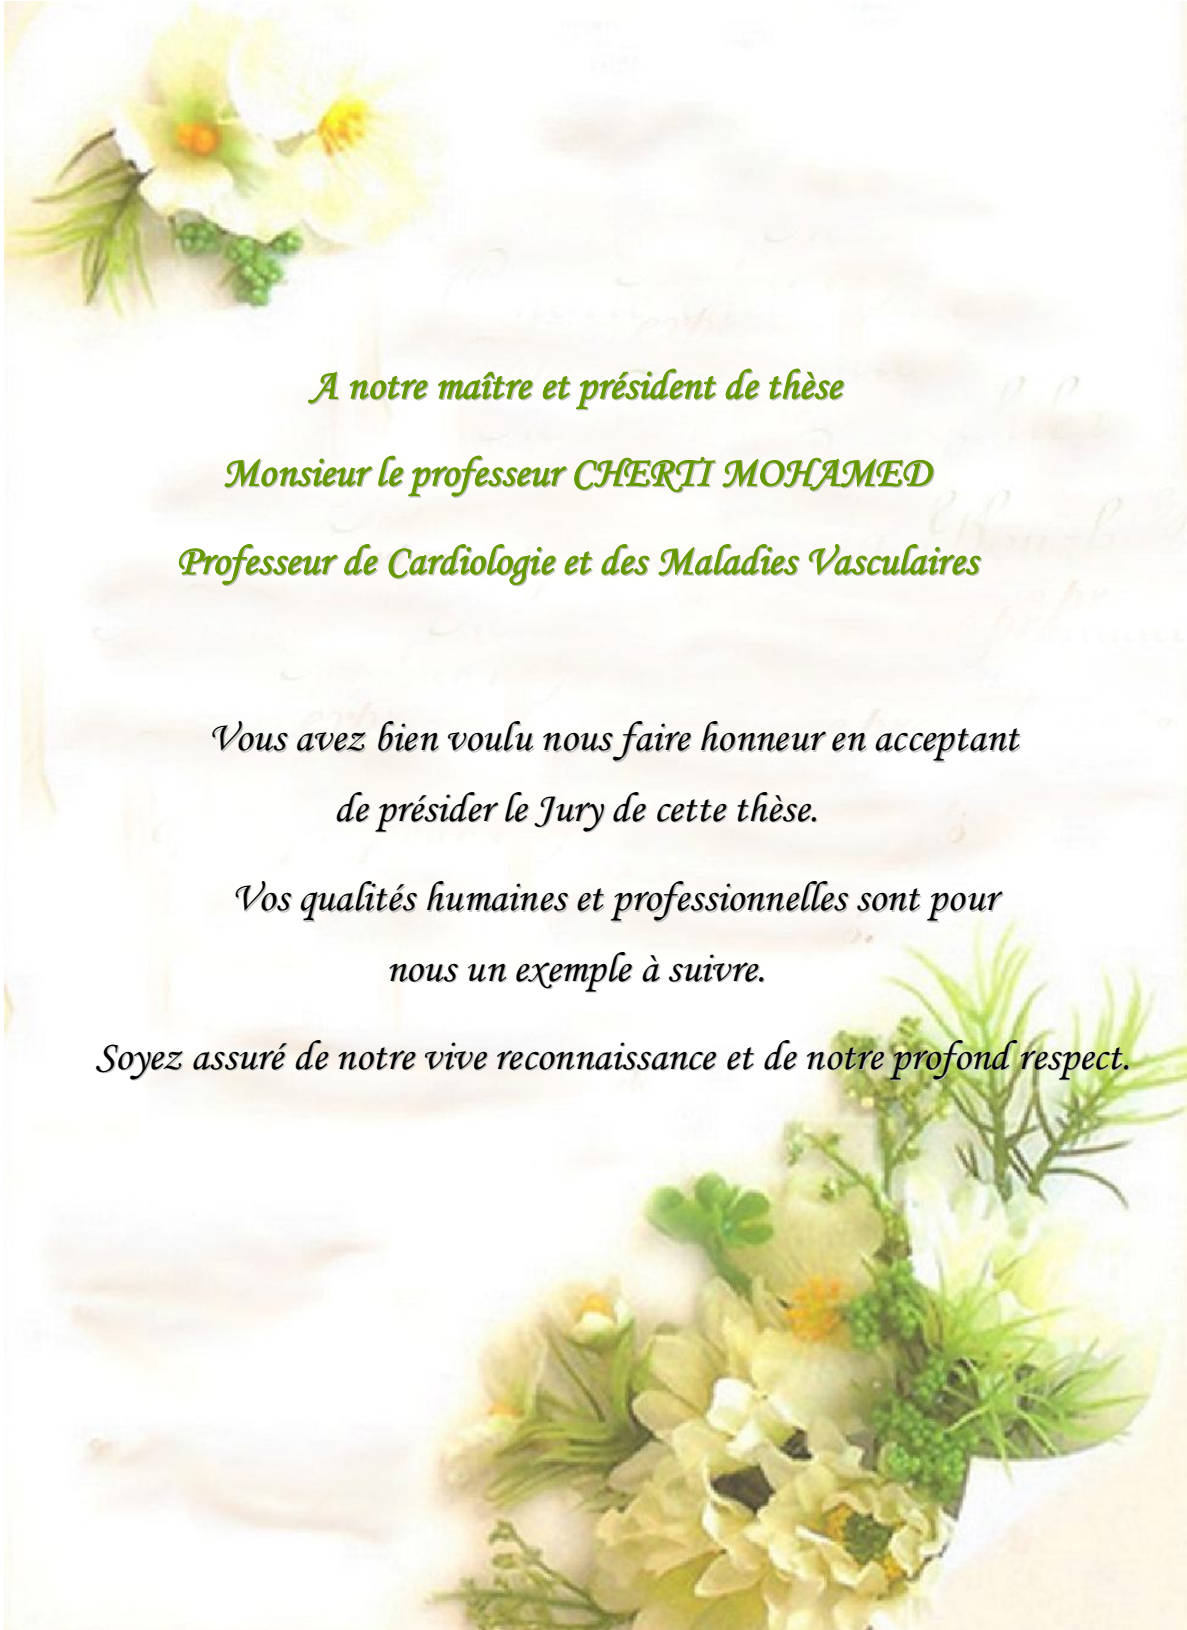 A notre maître et président de thèse
Monsieur le professeur CHERTI MOHAMED
Professeur de Cardiologie et des Maladies Vasculaires
Vous avez bien voulu nous faire honneur en acceptant
de présider le Jury de cette thèse.
Vos qualités humaines et professionnelles sont pour
nous un exemple à suivre.
Soyez assuré de notre vive reconnaissance et de notre profond respect.